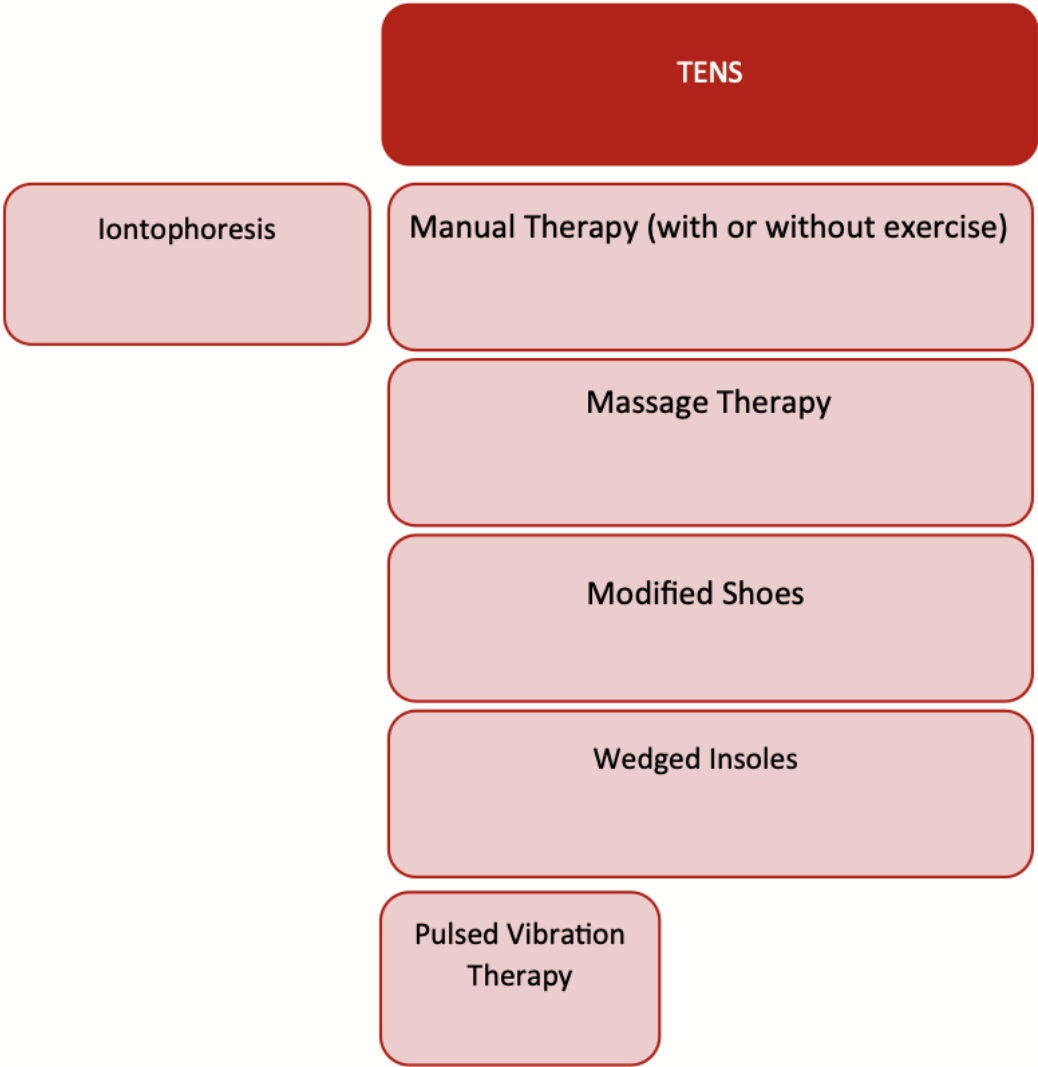 TENS
Iontophoresis
Manual Therapy (with or without exercise)
Massage Therapy
Modified Shoes
Wedged Insoles
Pulsed Vibration
Therapy